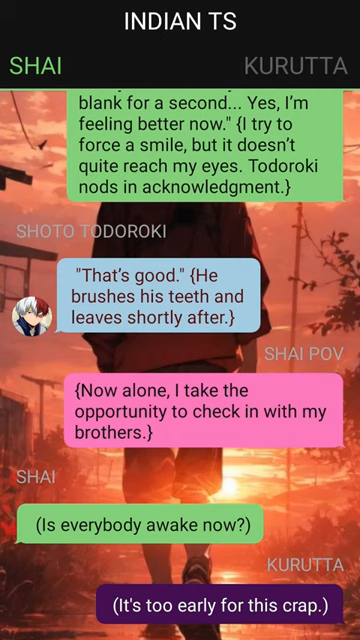 INDIAN TS
SHAI
KURUTTA
blank for a second... Yes, I'm
feeling better now." {I try to
force a smile, but it doesn't
quite reach my eyes. Todoroki
nods in acknowledgment.}
SHOTO TODOROKI
"That's good." {He
brushes his teeth and
leaves shortly after.}
SHAI POV
{Now alone, I take the
opportunity to check in with my
brothers.}
SHAI
(Is everybody awake now?)
KURUTTA
(It's too early for this crap.)